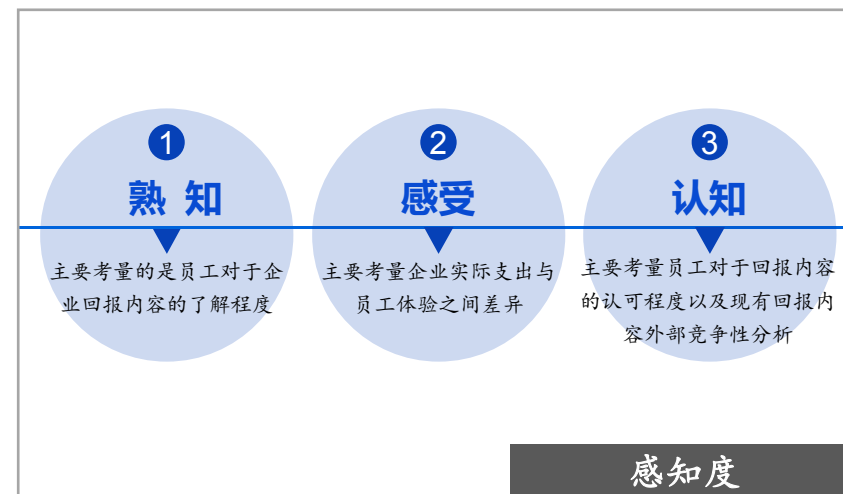 1
熟 知
主要考量的是员工对于企
业回报内容的了解程度
2
感受
主要考量企业实际支出与
员工体验之间差异
3
认知
主要考量员工对于回报内容
的认可程度以及现有回报内
容外部竞争性分析
感知度